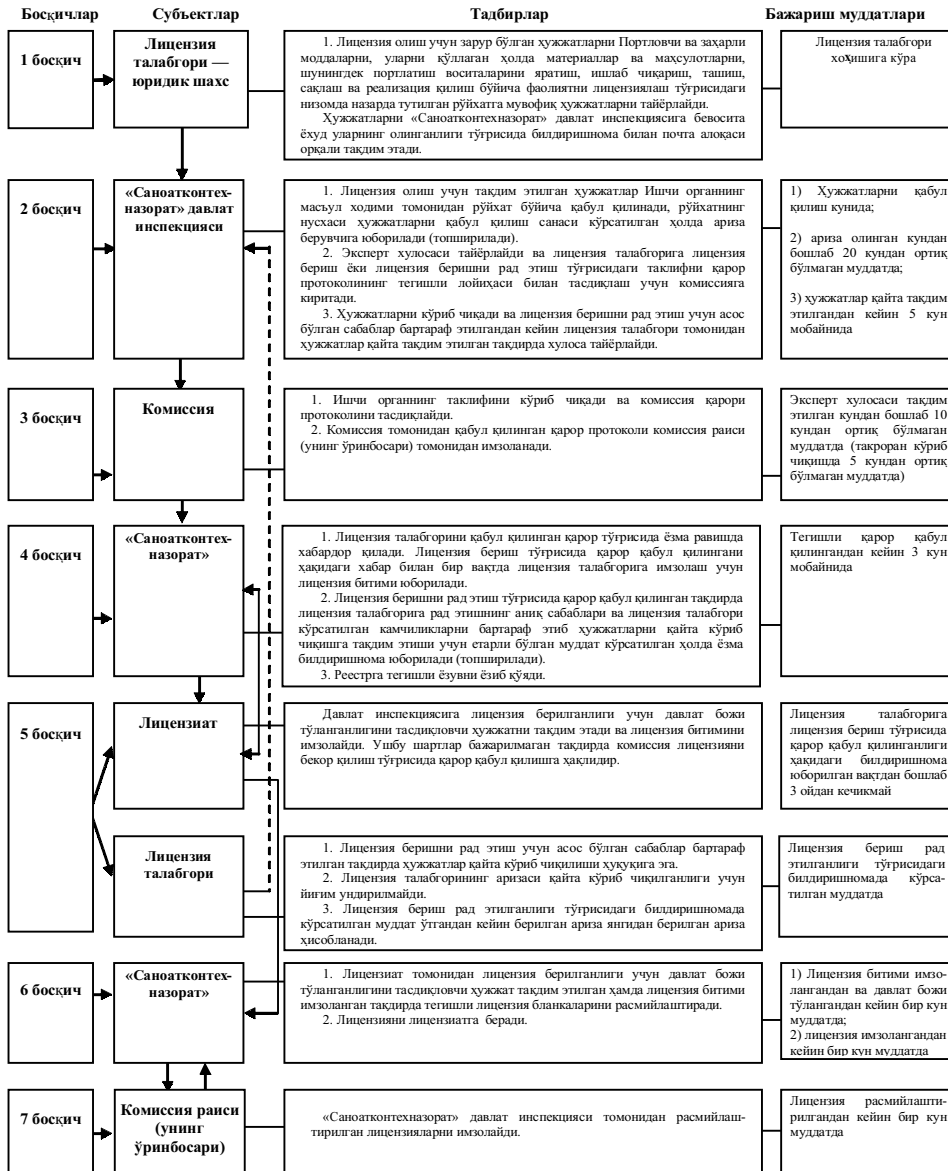 Босқичлар Субъектлар Тадбирлар Бажариш муддатлари
1 босқич
Лицензия
талабгори —
юридик шахс
1. Лицензия олиш учун зарур бўлган ҳужжатларни Портловчи ва заҳарли
моддаларни, уларни қўллаган ҳолда материаллар ва маҳсулотларни,
шунингдек портлатиш воситаларини яратиш, ишлаб чиқариш, ташиш,
сақлаш ва реализация қилиш бўйича фаолиятни лицензиялаш тўғрисидаги
низомда назарда тутилган рўйхатга мувофиқ ҳужжатларни тайёрлайди.
Ҳужжатларни «Саноатконтехназорат» давлат инспекциясига бевосита
ёхуд уларнинг олинганлиги тўғрисида билдиришнома билан почта алоқаси
орқали тақдим этади.
Лицензия талабгори
хоҳишига кўра
2 босқич
«Саноатконтех-
назорат» давлат
инспекцияси
1. Лицензия олиш учун тақдим этилган ҳужжатлар Ишчи органнинг
масъул ходими томонидан рўйхат бўйича қабул қилинади, рўйхатнинг
нусхаси ҳужжатларни қабул қилиш санаси кўрсатилган ҳолда ариза
берувчига юборилади (топширилади).
2. Эксперт хулосаси тайёрлайди ва лицензия талабгорига лицензия
бериш ёки лицензия беришни рад этиш тўғрисидаги таклифни қарор
протоколининг тегишли лойиҳаси билан тасдиқлаш учун комиссияга
киритади.
3. Ҳужжатларни кўриб чиқади ва лицензия беришни рад этиш учун асос
бўлган сабаблар бартараф этилгандан кейин лицензия талабгори томонидан
ҳужжатлар қайта тақдим этилган тақдирда хулоса тайёрлайди.
1) Ҳужжатларни қабул
қилиш кунида;
2) ариза олинган кундан
бошлаб 20 кундан ортиқ
бўлмаган муддатда;
3) ҳужжатлар қайта тақдим
этилгандан кейин 5 кун
мобайнида
3 босқич
Комиссия
1. Ишчи органнинг таклифини кўриб чиқади ва комиссия қарори
протоколини тасдиқлайди.
2. Комиссия томонидан қабул қилинган қарор протоколи комиссия раиси
(унинг ўринбосари) томонидан имзоланади.
Эксперт хулосаси тақдим
этилган кундан бошлаб 10
кундан ортиқ бўлмаган
муддатда (такроран кўриб
чиқишда 5 кундан ортиқ
бўлмаган муддатда)
4 босқич
«Саноатконтех-
назорат»
1. Лицензия талабгорини қабул қилинган қарор тўғрисида ёзма равишда
хабардор қилади. Лицензия бериш тўғрисида қарор қабул қилингани
ҳақидаги хабар билан бир вақтда лицензия талабгорига имзолаш учун
лицензия битими юборилади.
2. Лицензия беришни рад этиш тўғрисида қарор қабул қилинган тақдирда
лицензия талабгорига рад этишнинг аниқ сабаблари ва лицензия талабгори
кўрсатилган камчиликларни бартараф этиб ҳужжатларни қайта кўриб
чиқишга тақдим этиши учун етарли бўлган муддат кўрсатилган ҳолда ёзма
билдиришнома юборилади (топширилади).
3. Реестрга тегишли ёзувни ёзиб қўяди.
Тегишли қарор қабул
қилингандан кейин 3 кун
мобайнида
5 босқич
Лицензиат
Давлат инспекциясига лицензия берилганлиги учун давлат божи
тўланганлигини тасдиқловчи ҳужжатни тақдим этади ва лицензия битимини
имзолайди. Ушбу шартлар бажарилмаган тақдирда комиссия лицензияни
бекор қилиш тўғрисида қарор қабул қилишга ҳақлидир.
Лицензия талабгорига
лицензия бериш тўғрисида
қарор қабул қилинганлиги
ҳақидаги билдиришнома
юборилган вақтдан бошлаб
3 ойдан кечикмай
Лицензия
талабгори
1. Лицензия беришни рад этиш учун асос бўлган сабаблар бартараф
этилган тақдирда ҳужжатлар қайта кўриб чиқилиши ҳуқуқига эга.
2. Лицензия талабгорининг аризаси қайта кўриб чиқилганлиги учун
йиғим ундирилмайди.
3. Лицензия бериш рад этилганлиги тўғрисидаги билдиришномада
кўрсатилган муддат ўтгандан кейин берилган ариза янгидан берилган ариза
ҳисобланади.
Лицензия бериш рад
этилганлиги тўғрисидаги
билдиришномада кўрса-
тилган муддатда
6 босқич
«Саноатконтех-
назорат»
1. Лицензиат томонидан лицензия берилганлиги учун давлат божи
тўланганлигини тасдиқловчи ҳужжат тақдим этилган ҳамда лицензия битими
имзоланган тақдирда тегишли лицензия бланкаларини расмийлаштиради.
2. Лицензияни лицензиатга беради.
1) Лицензия битими имзо-
лангандан ва давлат божи
тўлангандан кейин бир кун
муддатда;
2) лицензия имзолангандан
кейин бир кун муддатда
7 босқич
Комиссия раиси
(унинг
ўринбосари)
«Саноатконтехназорат» давлат инспекцияси томонидан расмийлаш-
тирилган лицензияларни имзолайди.
Лицензия расмийлашти-
рилгандан кейин бир кун
муддатда